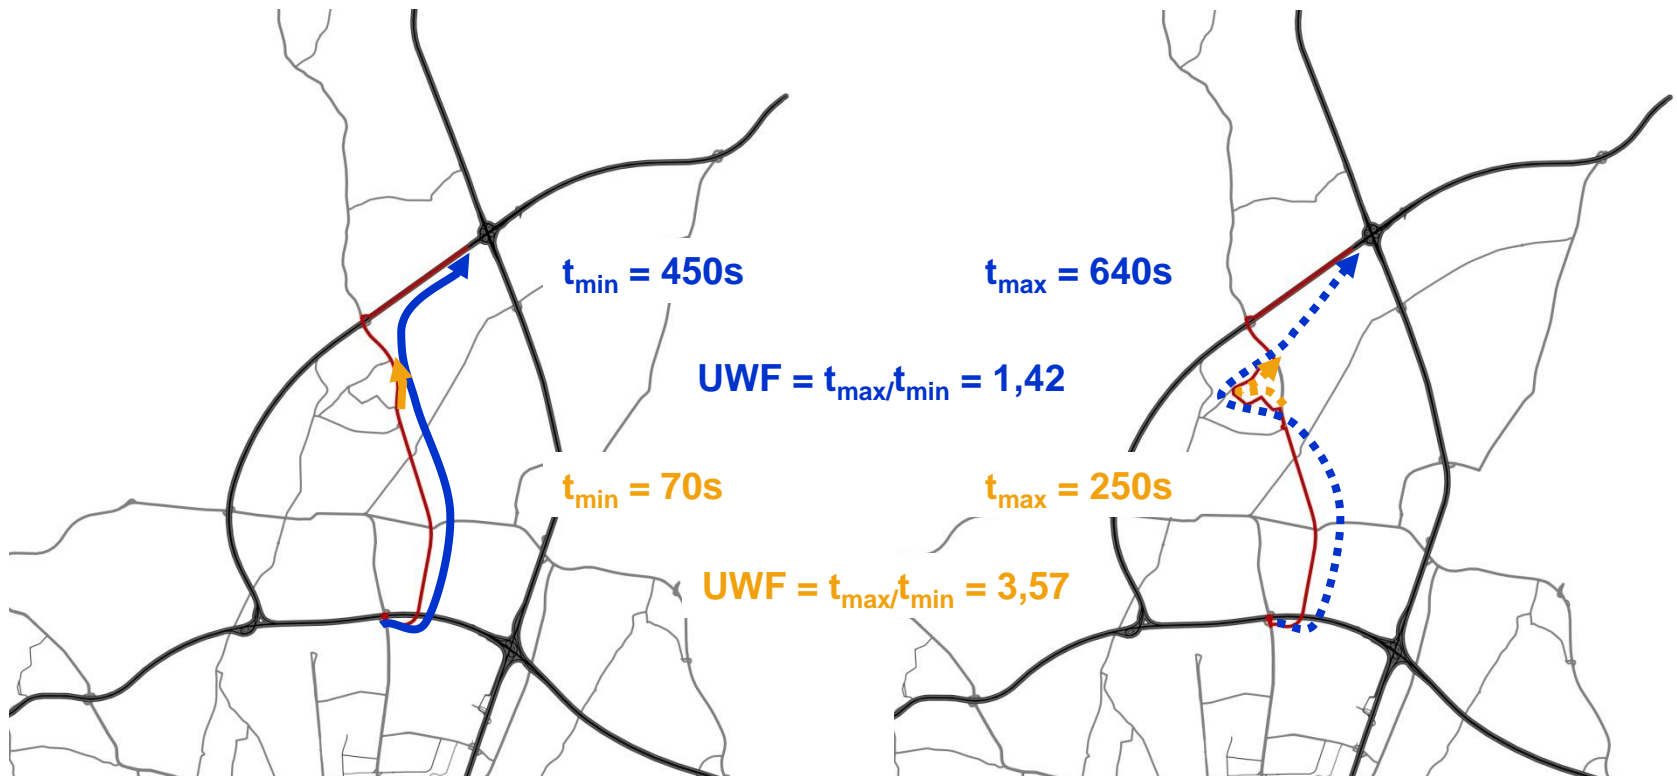 t_min = 450s
t_max = 640s
UWF = t_max/t_min = 1,42
t_min = 70s
t_max = 250s
UWF = t_max/t_min = 3,57